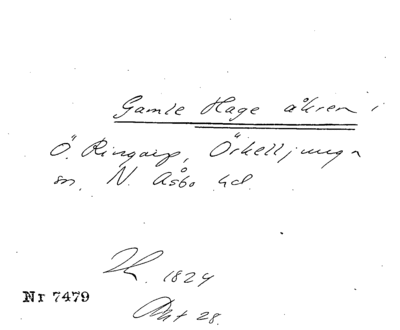 Gamle Hage åkren i
Ö. Ringarp, Örkelljunga
sn, N. Åsbo hd.
1824
Nr 7479
Akt 28.